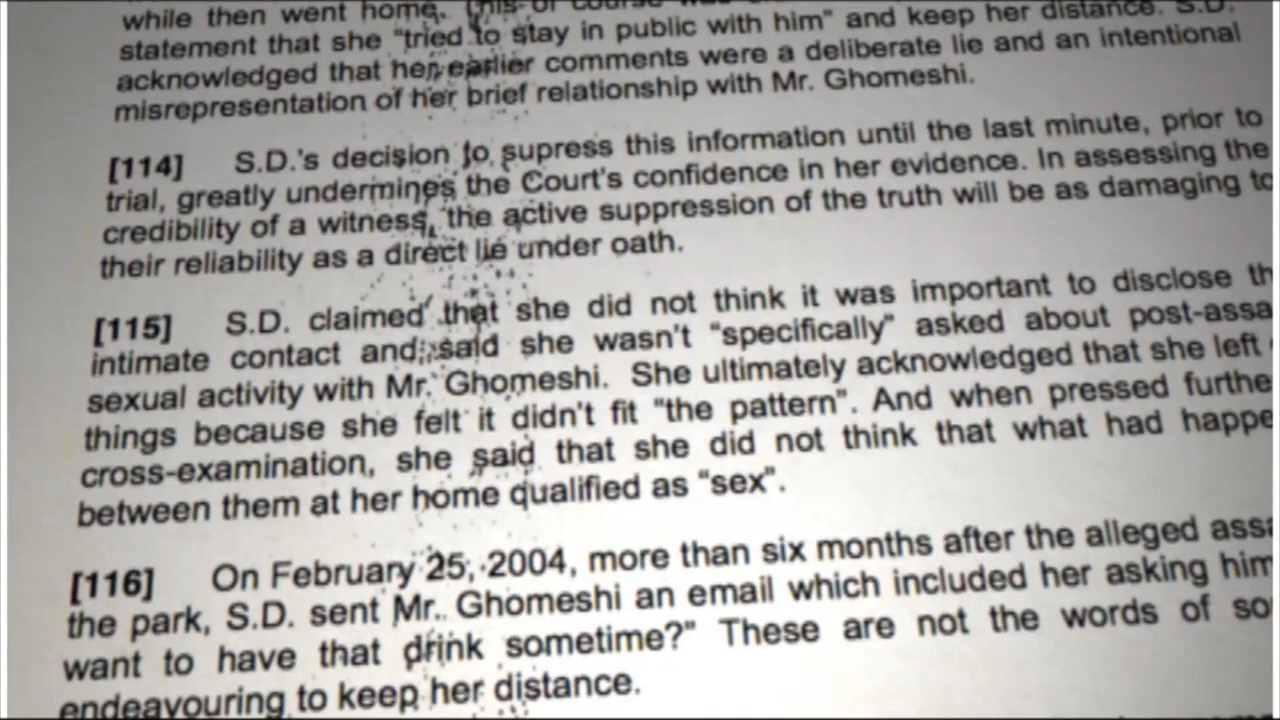 while then went home. This of course was
statement that she "tried to stay in public with him" and keep her distance. S.D.
acknowledged that her earlier comments were a deliberate lie and an intentional
misrepresentation of her brief relationship with Mr. Ghomeshi.
[114] S.D.'s decision to supress this information until the last minute, prior to
trial, greatly undermines the Court's confidence in her evidence. In assessing the
credibility of a witness, the active suppression of the truth will be as damaging to
their reliability as a direct lie under oath.
[115] S.D. claimed that she did not think it was important to disclose th
intimate contact and said she wasn't "specifically" asked about post-assa
sexual activity with Mr. Ghomeshi. She ultimately acknowledged that she left
things because she felt it didn't fit "the pattern". And when pressed furthe
cross-examination, she said that she did not think that what had happe
between them at her home qualified as "sex".
[116] On February 25, 2004, more than six months after the alleged assa
the park, S.D. sent Mr. Ghomeshi an email which included her asking him
want to have that drink sometime?" These are not the words of so
endeavouring to keep her distance.